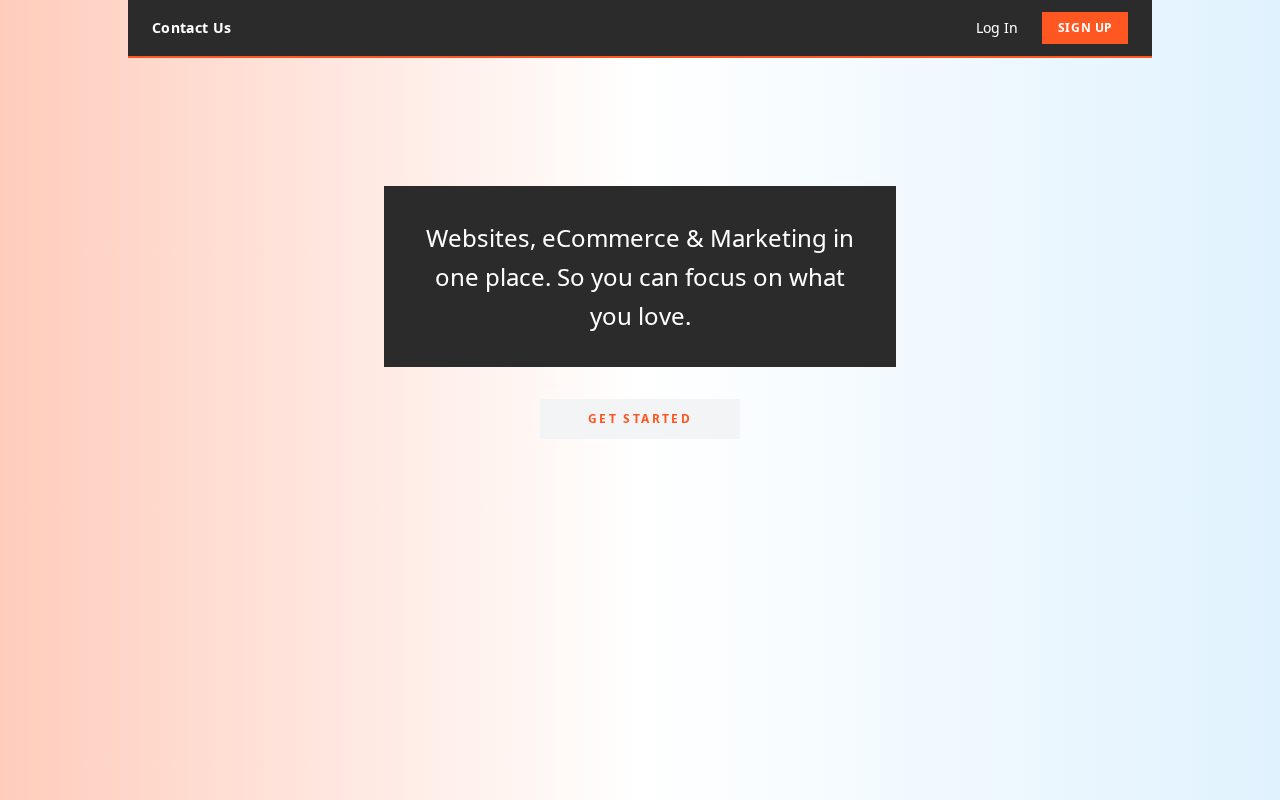 Contact Us
Log In
SIGN UP
Websites, eCommerce & Marketing in
one place. So you can focus on what
you love.
GET STARTED